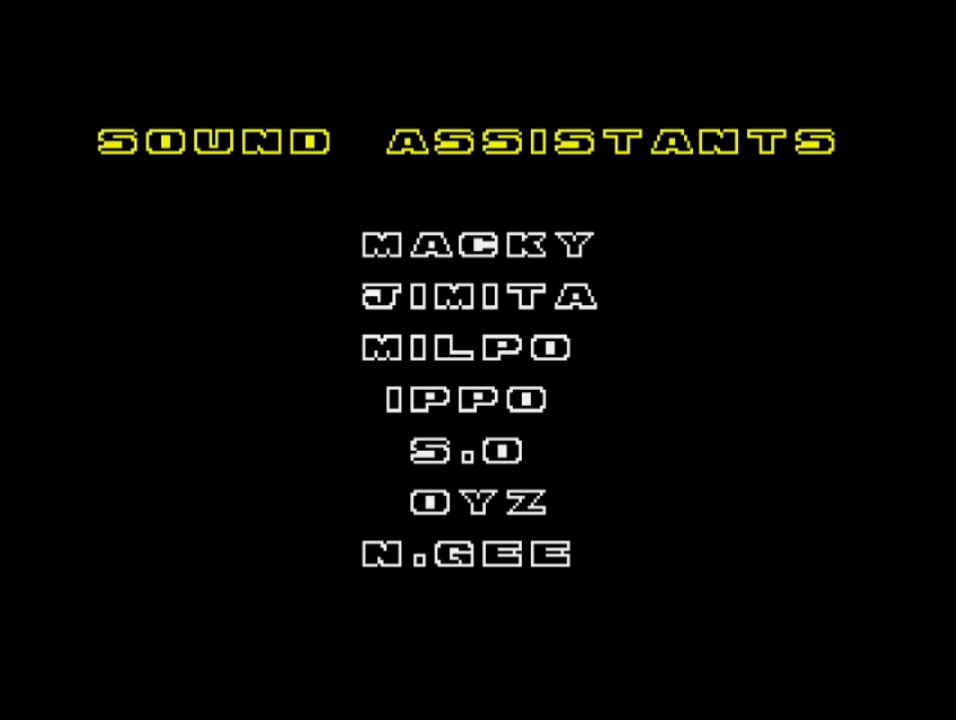 SOUND ASSISTANTS
MACKY
JIMITA
MILPO
IPPO
S.O
OYZ
N.GEE